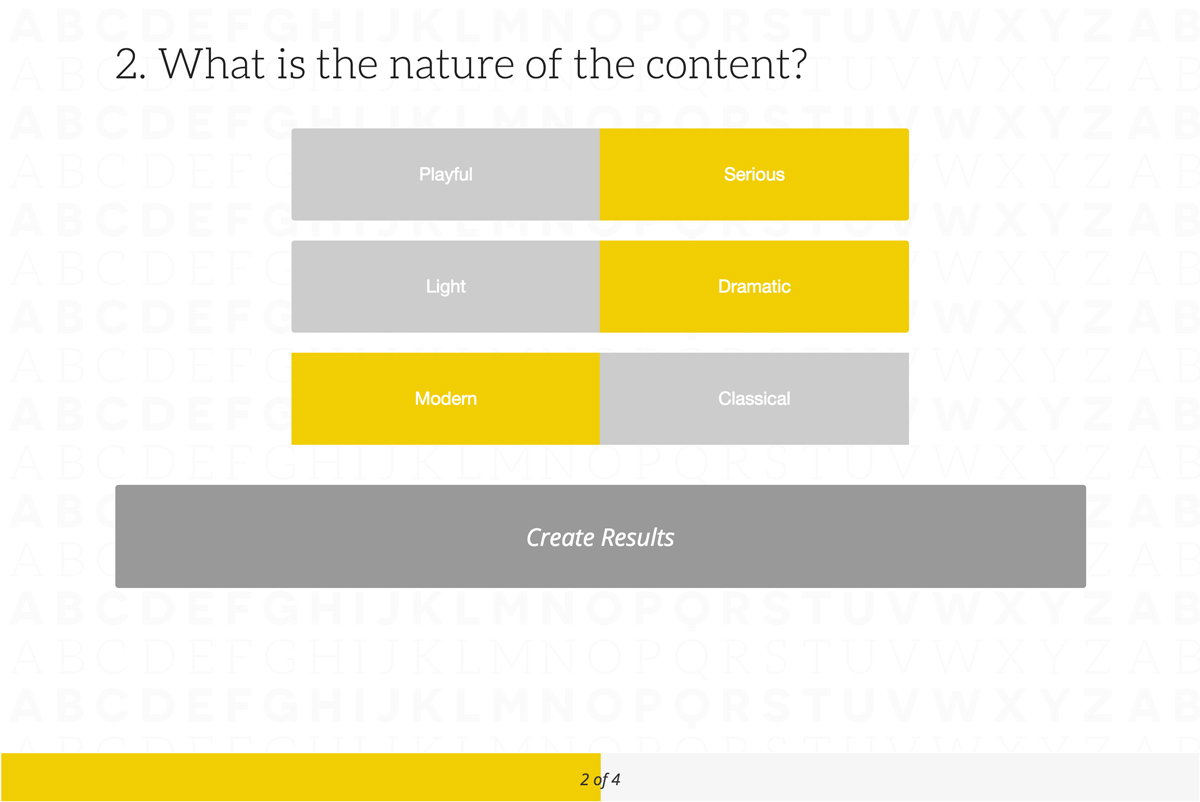 2. What is the nature of the content?
Playful
Serious
Light
Dramatic
Modern
Classical
Create Results
2 of 4